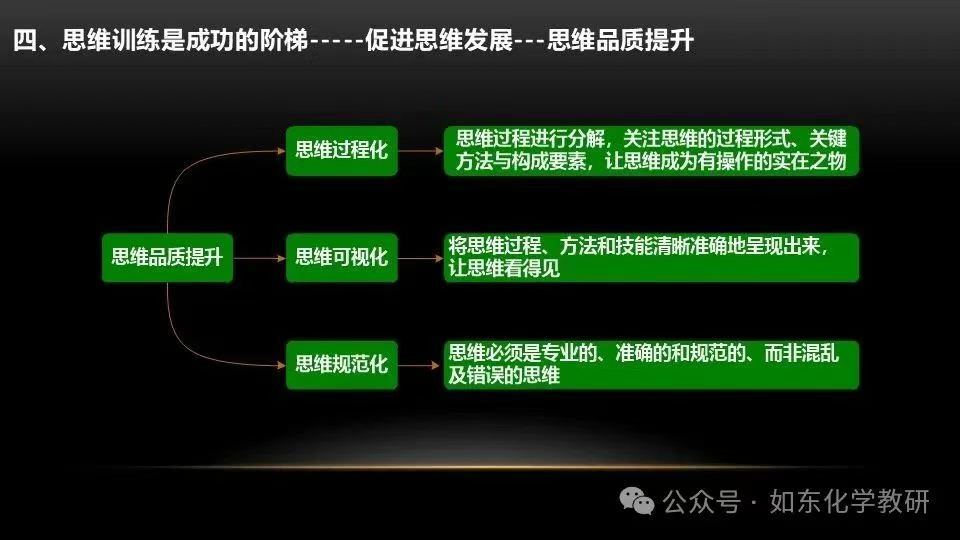 四、思维训练是成功的阶梯-----促进思维发展---思维品质提升
思维过程化
思维过程进行分解，关注思维的过程形式、关键
方法与构成要素，让思维成为有操作的实在之物
思维品质提升
思维可视化
将思维过程、方法和技能清晰准确地呈现出来，
让思维看得见
思维规范化
思维必须是专业的、准确的和规范的、而非混乱
及错误的思维
公众号·如东化学教研